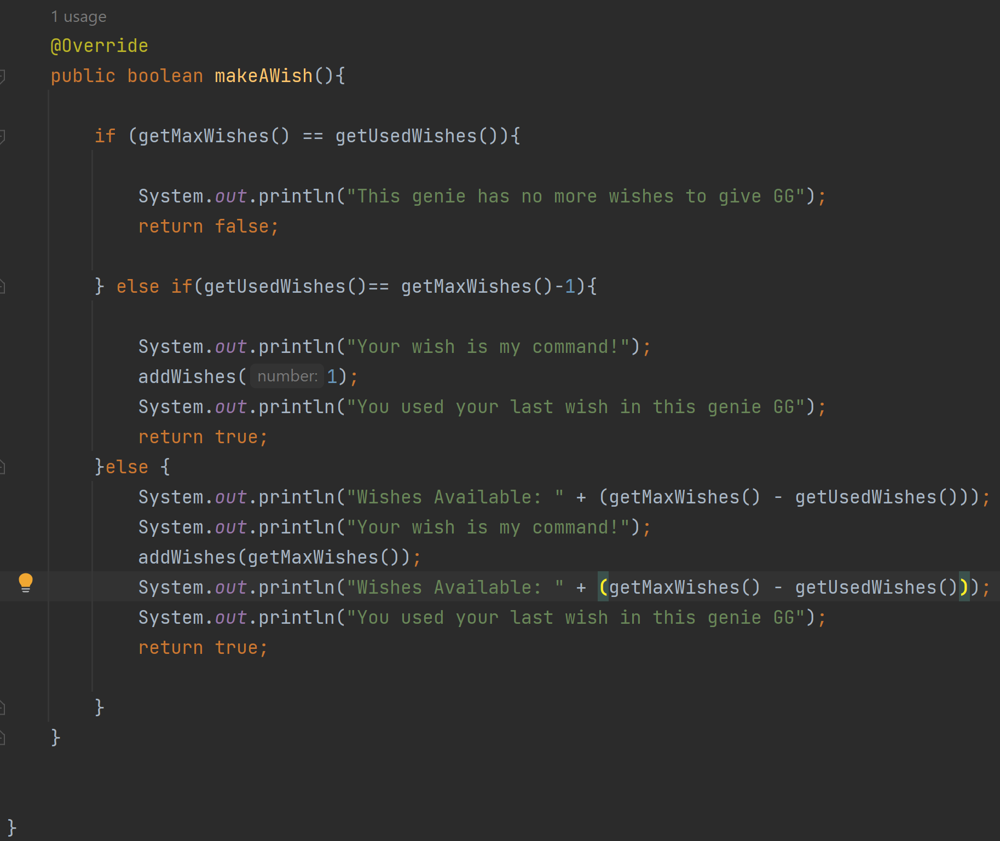 1 usage
@Override
public boolean makeAWish(){
if (getMaxWishes() == getUsedWishes()){
System.out.println("This genie has no more wishes to give GG");
return false;
} else if(getUsedWishes()== getMaxWishes()-1){
System.out.println("Your wish is my command!");
addWishes( number: 1);
System.out.println("You used your last wish in this genie GG");
return true;
}else {
System.out.println("Wishes Available: " + (getMaxWishes() - getUsedWishes()));
System.out.println("Your wish is my command!");
addWishes(getMaxWishes());
System.out.println("Wishes Available: " + (getMaxWishes() - getUsedWishes()));
System.out.println("You used your last wish in this genie GG");
return true;
}
}
}